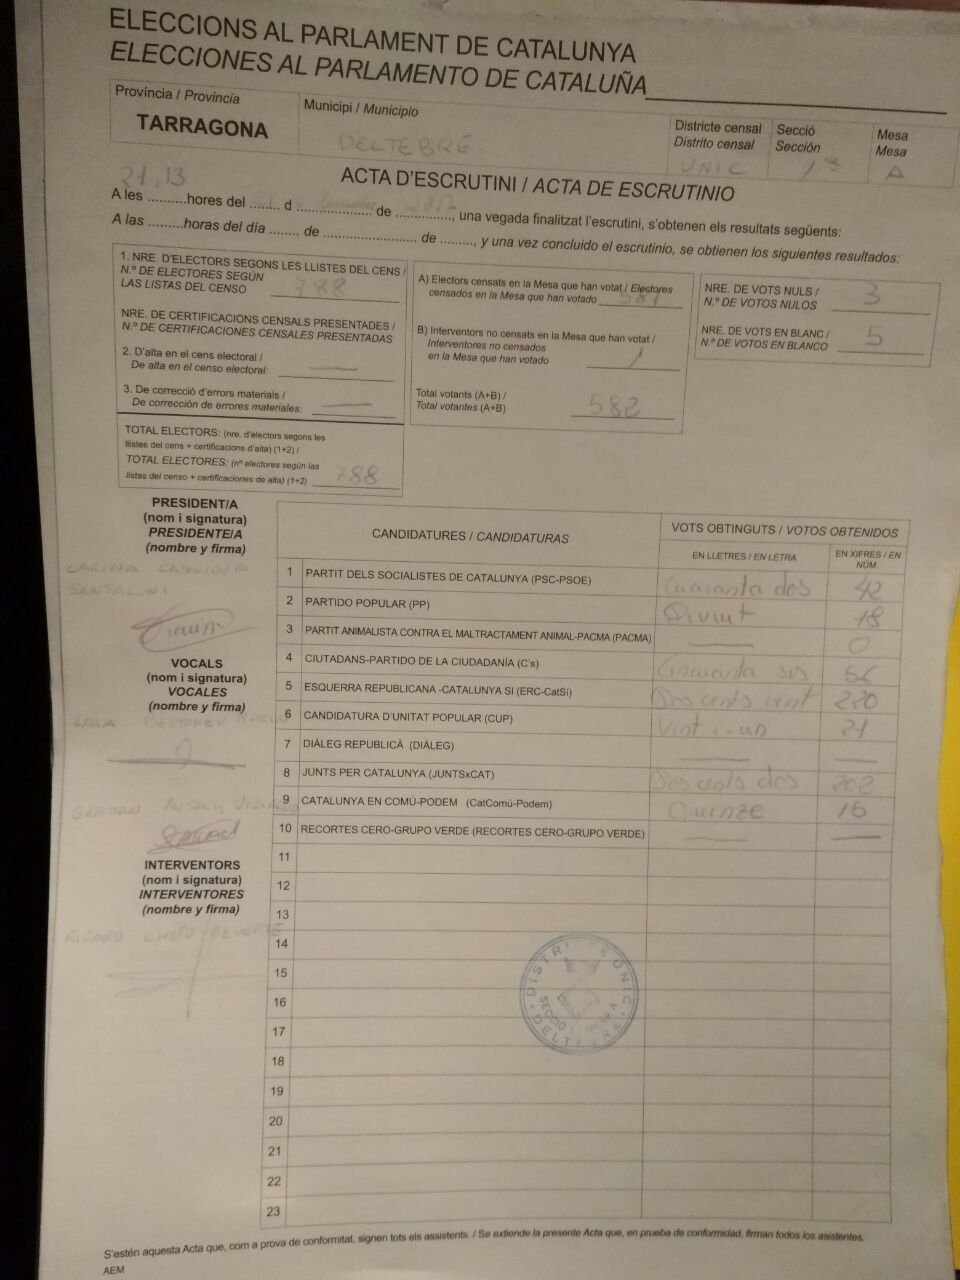 ELECCIONS AL PARLAMENT DE CATALUNYA
ELECCIONES AL PARLAMENTO DE CATALUÑA
Província / Provincia
TARRAGONA
Municipi / Municipio
DELTEBRE
Districte censal
Distrito censal
UNIC
Secció
Sección
1ª
Mesa
Mesa
A
ACTA D'ESCRUTINI / ACTA DE ESCRUTINIO
21,13
2017
A les ..........hores del ........ d .................... de ..............., una vegada finalitzat l'escrutini, s'obtenen els resultats següents:
A las .........horas del día ........ de ......................... de ........., y una vez concluido el escrutinio, se obtienen los siguientes resultados:
1. NRE. D'ELECTORS SEGONS LES LLISTES DEL CENS /
N.º DE ELECTORES SEGÚN
LAS LISTAS DEL CENSO 788
NRE. DE CERTIFICACIONS CENSALS PRESENTADES /
N.º DE CERTIFICACIONES CENSALES PRESENTADAS
2. D'alta en el cens electoral /
De alta en el censo electoral:
3. De correcció d'errors materials /
De corrección de errores materiales:
TOTAL ELECTORS: (nre. d'electors segons les
llistes del cens + certificacions d'alta) (1+2) /
TOTAL ELECTORES: (nº electores según las
listas del censo + certificaciones de alta) (1+2) 788
A) Electors censats en la Mesa que han votat / Electores
censados en la Mesa que han votado 581
B) Interventors no censats en la Mesa que han votat /
Interventores no censados
en la Mesa que han votado 1
Total votants (A+B) /
Total votantes (A+B) 582
NRE. DE VOTS NULS /
N.º DE VOTOS NULOS 3
NRE. DE VOTS EN BLANC /
N.º DE VOTOS EN BLANCO 5
PRESIDENT/A
(nom i signatura)
PRESIDENTE/A
(nombre y firma)
CARINA
VOCALS
(nom i signatura)
VOCALES
(nombre y firma)
GERMAN
INTERVENTORS
(nom i signatura)
INTERVENTORES
(nombre y firma)
RICARD REVERTÉ
CANDIDATURES / CANDIDATURAS
VOTS OBTINGUTS / VOTOS OBTENIDOS
EN LLETRES / EN LETRA
EN XIFRES / EN NÚM.
1 PARTIT DELS SOCIALISTES DE CATALUNYA (PSC-PSOE) Cuaranta dos 42
2 PARTIDO POPULAR (PP) 18
3 PARTIT ANIMALISTA CONTRA EL MALTRACTAMENT ANIMAL-PACMA (PACMA) 0
4 CIUTADANS-PARTIDO DE LA CIUDADANÍA (C's) Cincuanta sis 56
5 ESQUERRA REPUBLICANA -CATALUNYA SI (ERC-CatSí) Dos cents vint 220
6 CANDIDATURA D'UNITAT POPULAR (CUP) Vint i-un 21
7 DIÀLEG REPUBLICÀ (DIÀLEG)
8 JUNTS PER CATALUNYA (JUNTSxCAT) Dos cents dos 202
9 CATALUNYA EN COMÚ-PODEM (CatComú-Podem) Quinze 15
10 RECORTES CERO-GRUPO VERDE (RECORTES CERO-GRUPO VERDE)
11
12
13
14
15
16
17
18
19
20
21
22
23
DISTRICTE ÚNIC
SECCIÓ
DELTEBRE
S'estén aquesta Acta que, com a prova de conformitat, signen tots els assistents. / Se extiende la presente Acta que, en prueba de conformidad, firman todos los asistentes.
AEM